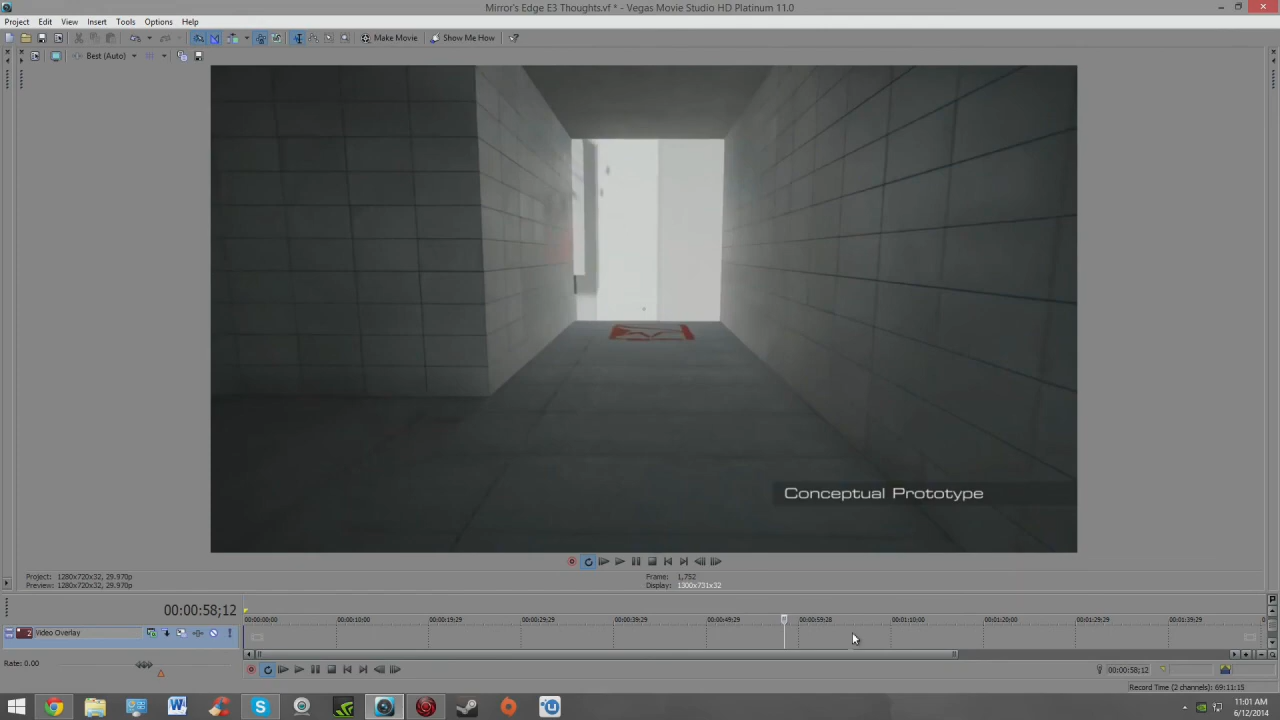 Mirror's Edge E3 Thoughts.vf * - Vegas Movie Studio HD Platinum 11.0
Project Edit View Insert Tools Options Help
Make Movie Show Me How
Best (Auto)
Conceptual Prototype
Project: 1280x720x32, 29.970p
Preview: 1280x720x32, 29.970p
Frame: 1,752
Display: 1300x731x32
00:00:58;12
00:00:00;00 00:00:10;00 00:00:19;29 00:00:29;29 00:00:39;29 00:00:49;29 00:00:59;28 00:01:10;00 00:01:20;00 00:01:29;29 00:01:39;29
2 Video Overlay
Rate: 0.00
00:00:58;12
Record Time (2 channels): 69:11:15
11:01 AM
6/12/2014